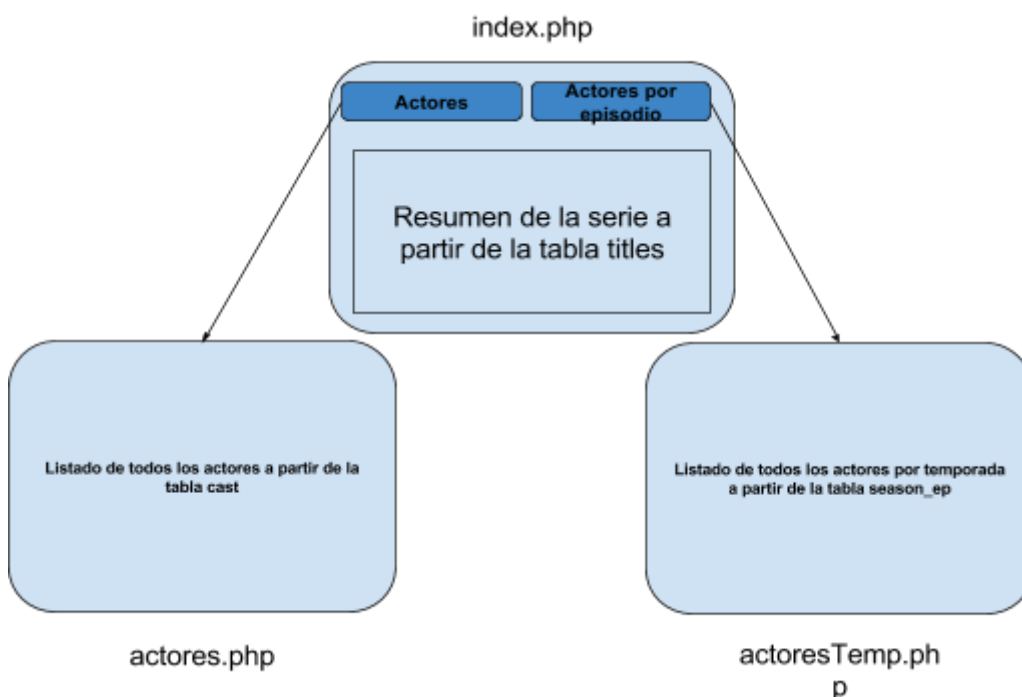 index.php
Actores
Actores por
episodio
Resumen de la serie a
partir de la tabla titles
Listado de todos los actores a partir de la
tabla cast
Listado de todos los actores por temporada
a partir de la tabla season_ep
actores.php
actoresTemp.ph
p